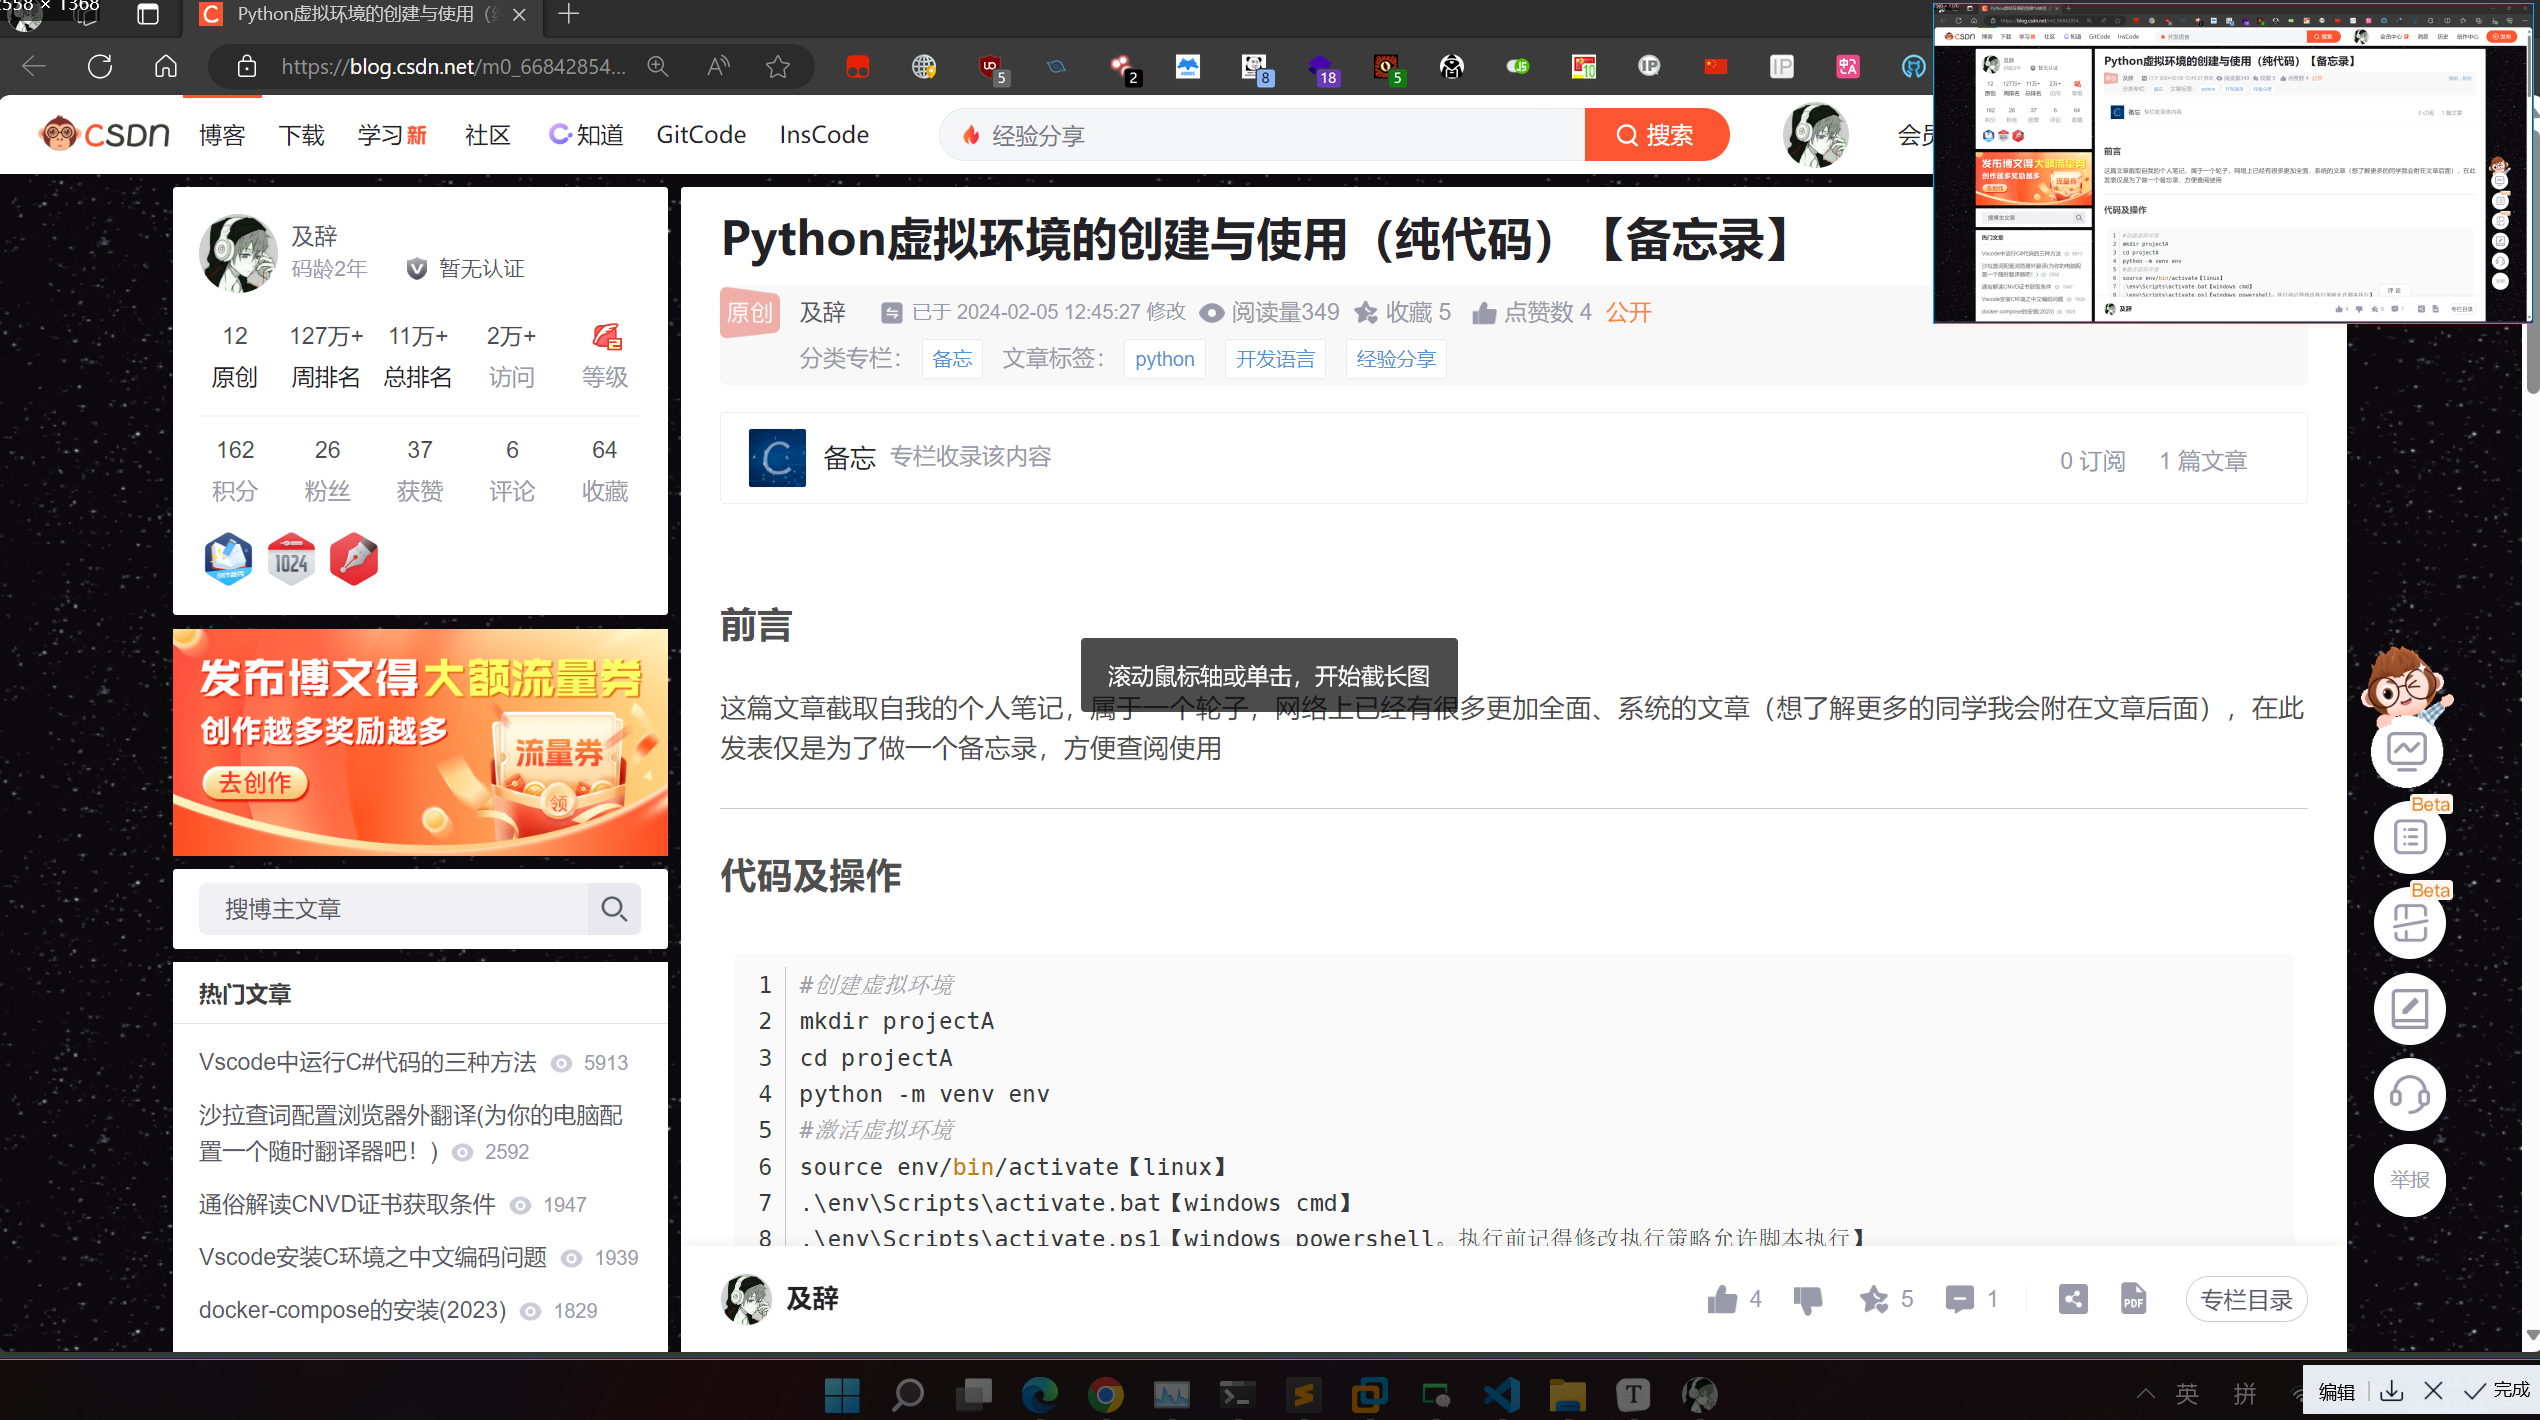 2558 × 1368
Python虚拟环境的创建与使用
https://blog.csdn.net/m0_66842854...
5
2
8
18
5
CSDN
博客
下载
学习 新
社区
知道
GitCode
InsCode
经验分享
搜索
会员
及辞
码龄2年
暂无认证
12
127万+
11万+
2万+
原创
周排名
总排名
访问
等级
162
26
37
6
64
积分
粉丝
获赞
评论
收藏
1024
发布博文得大额流量券
创作越多奖励越多
流量券
去创作
领
搜博主文章
热门文章
Vscode中运行C#代码的三种方法 5913
沙拉查词配置浏览器外翻译(为你的电脑配
置一个随时翻译器吧！) 2592
通俗解读CNVD证书获取条件 1947
Vscode安装C环境之中文编码问题 1939
docker-compose的安装(2023) 1829
Python虚拟环境的创建与使用（纯代码）【备忘录】
原创
及辞
已于 2024-02-05 12:45:27 修改
阅读量349
收藏 5
点赞数 4
公开
分类专栏：
备忘
文章标签：
python
开发语言
经验分享
备忘
专栏收录该内容
0 订阅
1 篇文章
前言
滚动鼠标轴或单击，开始截长图
这篇文章截取自我的个人笔记，属于一个轮子，网络上已经有很多更加全面、系统的文章（想了解更多的同学我会附在文章后面），在此
发表仅是为了做一个备忘录，方便查阅使用
代码及操作
1 #创建虚拟环境
2 mkdir projectA
3 cd projectA
4 python -m venv env
5 #激活虚拟环境
6 source env/bin/activate【linux】
7 .\env\Scripts\activate.bat【windows cmd】
8 .\env\Scripts\activate.ps1【windows powershell。执行前记得修改执行策略允许脚本执行】
及辞
4
5
1
PDF
专栏目录
Beta
Beta
举报
英
拼
编辑
完成